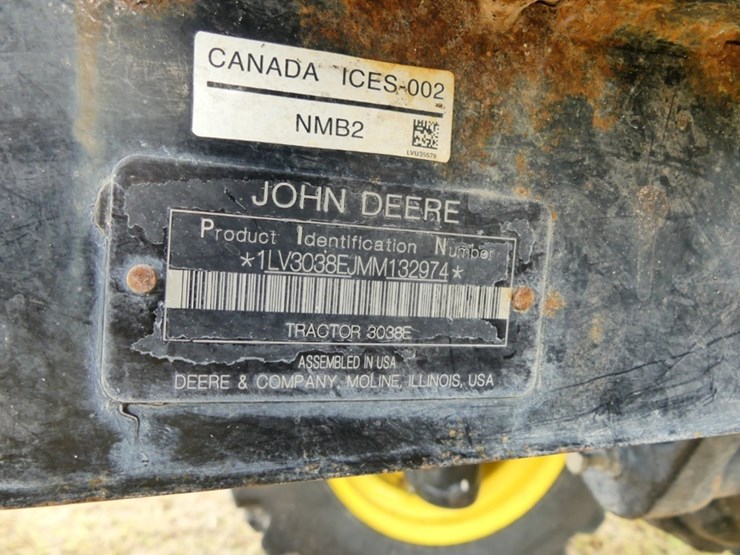 CANADA ICES-002
NMB2
LVU35579
JOHN DEERE
Product Identification Number
*1LV3038EJMM132974*
TRACTOR 3038E
ASSEMBLED IN USA
DEERE & COMPANY, MOLINE, ILLINOIS, USA